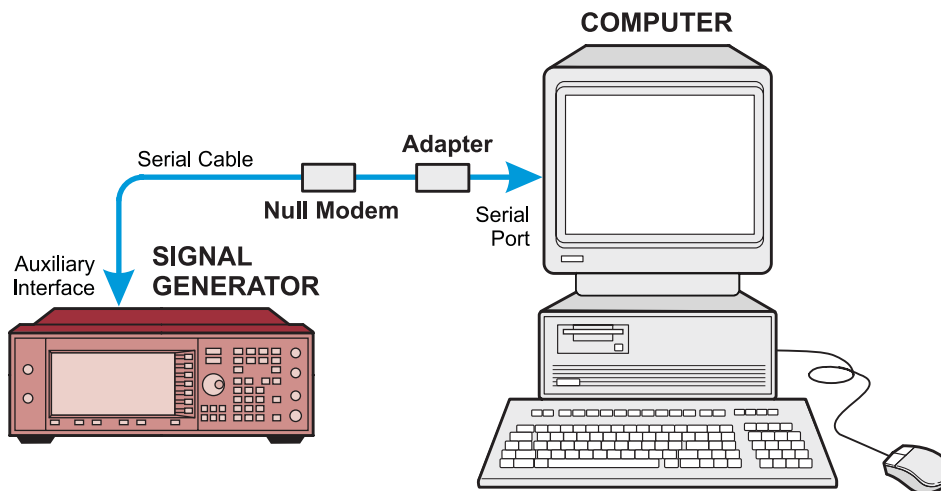 COMPUTER
Adapter
Serial Cable
Null Modem
Serial
Port
Auxiliary
Interface
SIGNAL
GENERATOR